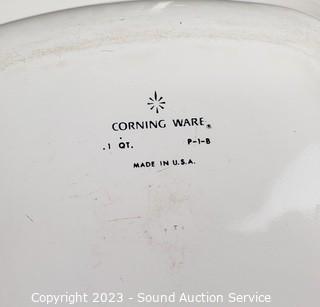 CORNING WARE®
.1 QT. P-1-B
MADE IN U.S.A.
Copyright 2023 - Sound Auction Service